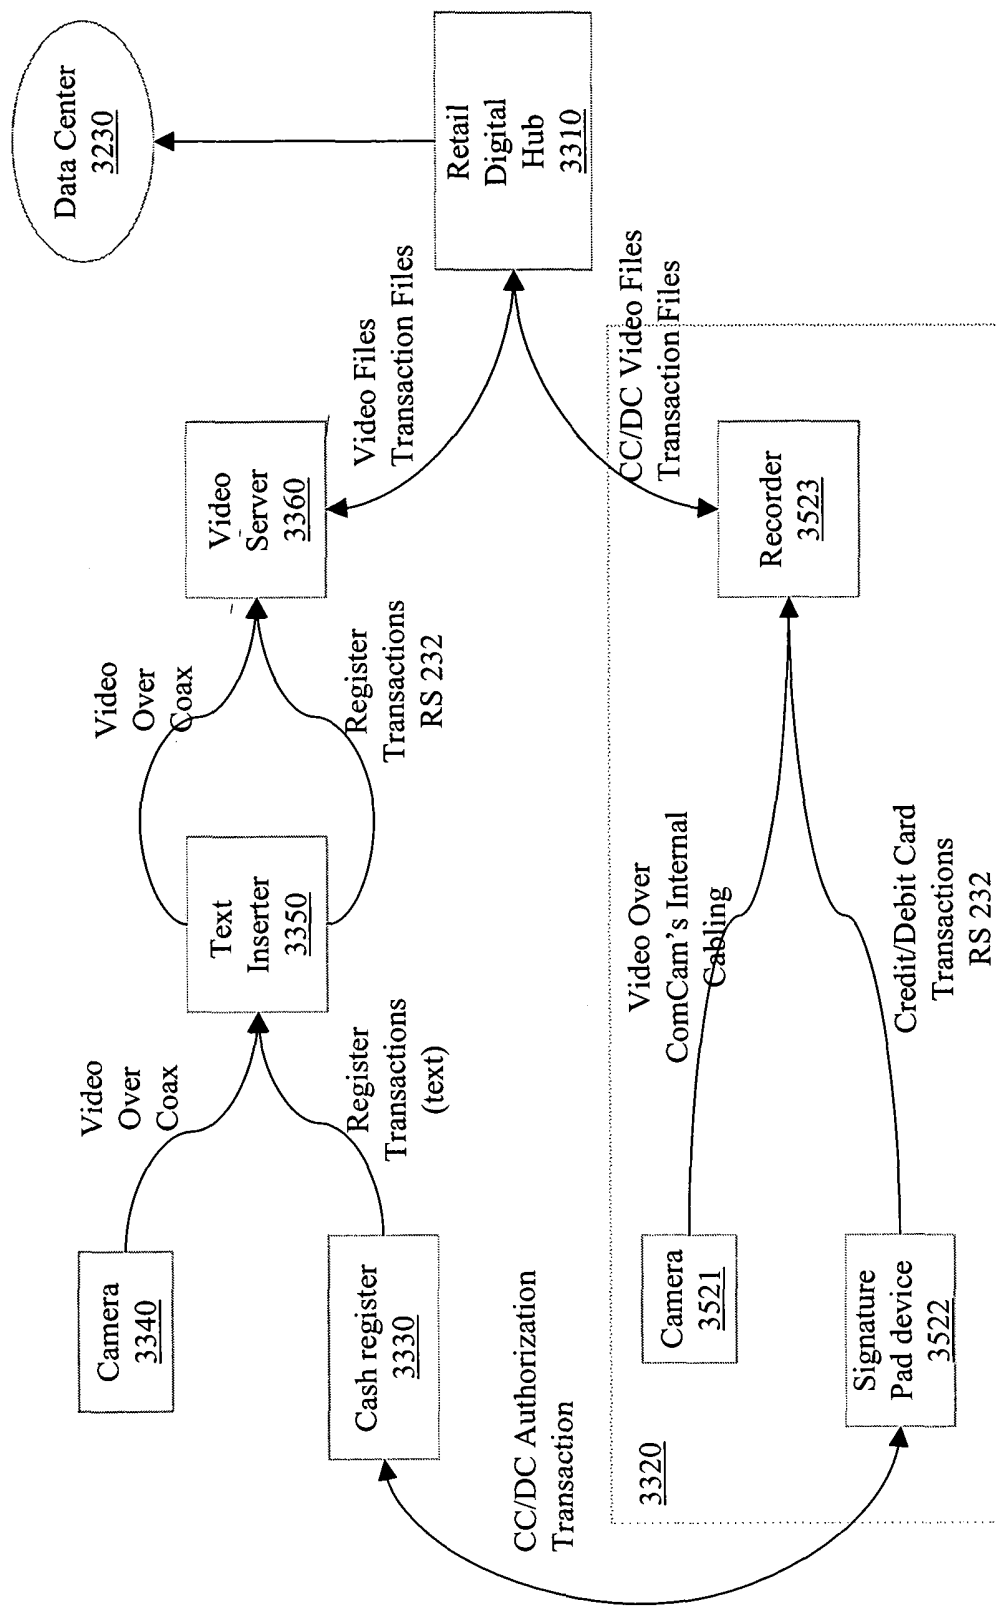 Data Center
3230
Retail
Digital
Hub
3310
Video Files
Transaction Files
CC/DC Video Files
Transaction Files
Video
Server
3360
Recorder
3523
Video
Over
Coax
Register
Transactions
RS 232
Text
Inserter
3350
Video Over
ComCam's Internal
Cabling
Credit/Debit Card
Transactions
RS 232
Video
Over
Coax
Register
Transactions
(text)
Camera
3340
Cash register
3330
Camera
3521
Signature
Pad device
3522
CC/DC Authorization
Transaction
3320